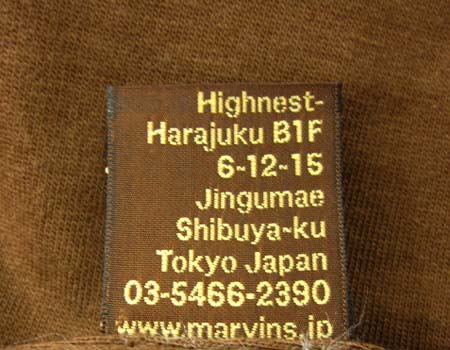 Highnest-
Harajuku B1F
6-12-15
Jingumae
Shibuya-ku
Tokyo Japan
03-5466-2390
www.marvins.jp